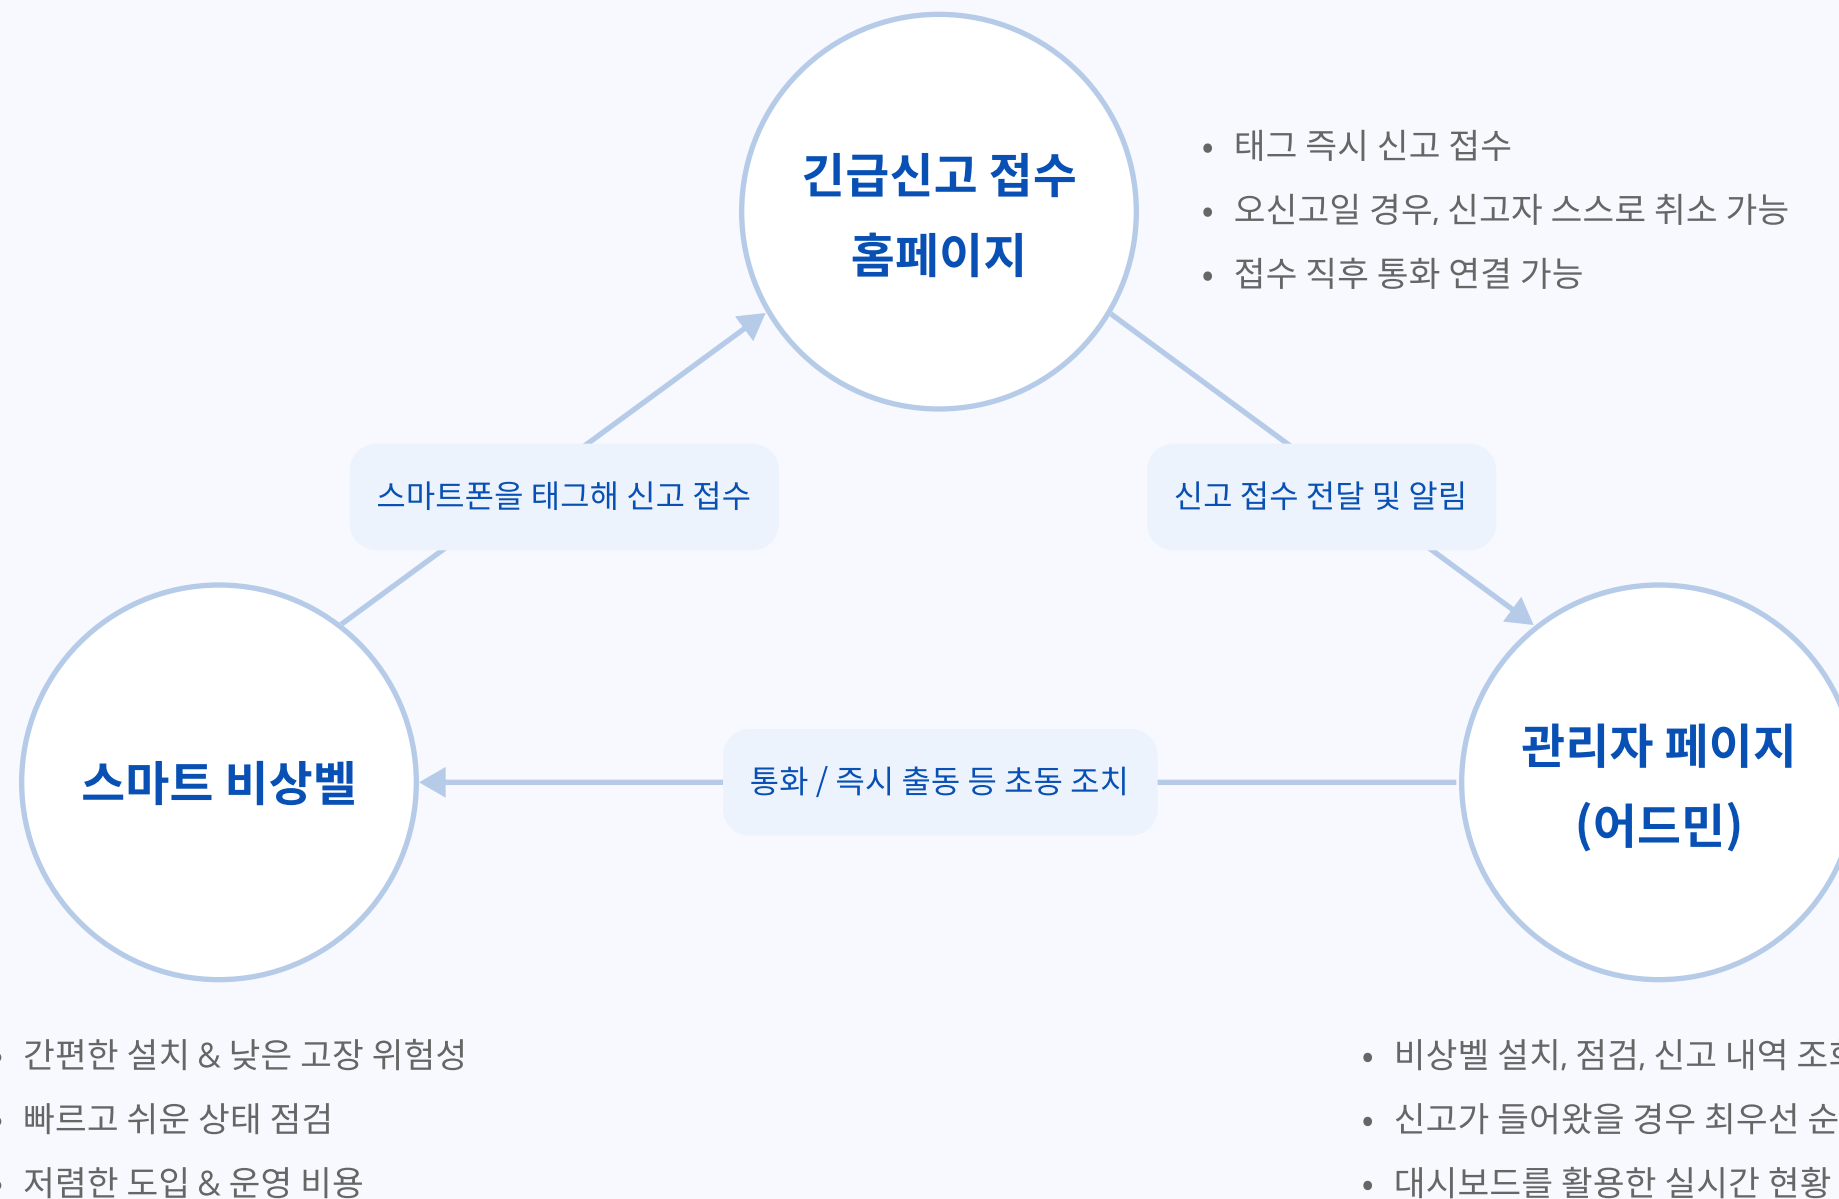 긴급신고 접수
홈페이지
• 태그 즉시 신고 접수
• 오신고일 경우, 신고자 스스로 취소 가능
• 접수 직후 통화 연결 가능
스마트폰을 태그해 신고 접수
신고 접수 전달 및 알림
스마트 비상벨
통화 / 즉시 출동 등 초동 조치
관리자 페이지
(어드민)
• 간편한 설치 & 낮은 고장 위험성
• 빠르고 쉬운 상태 점검
• 저렴한 도입 & 운영 비용
• 비상벨 설치, 점검, 신고 내역
• 신고가 들어왔을 경우 최우선
• 대시보드를 활용한 실시간 현황